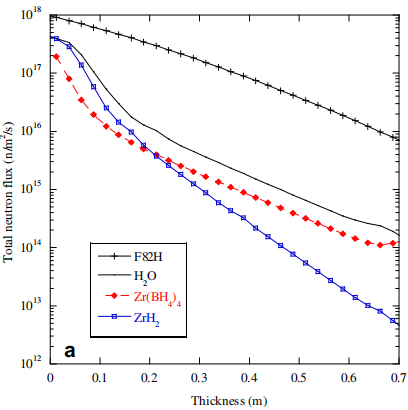 10^18
10^17
10^16
10^15
10^14
10^13
10^12
Total neutron flux (n/m²/s)
F82H
H₂O
Zr(BH₄)₄
ZrH₂
a
0 0.1 0.2 0.3 0.4 0.5 0.6 0.7
Thickness (m)